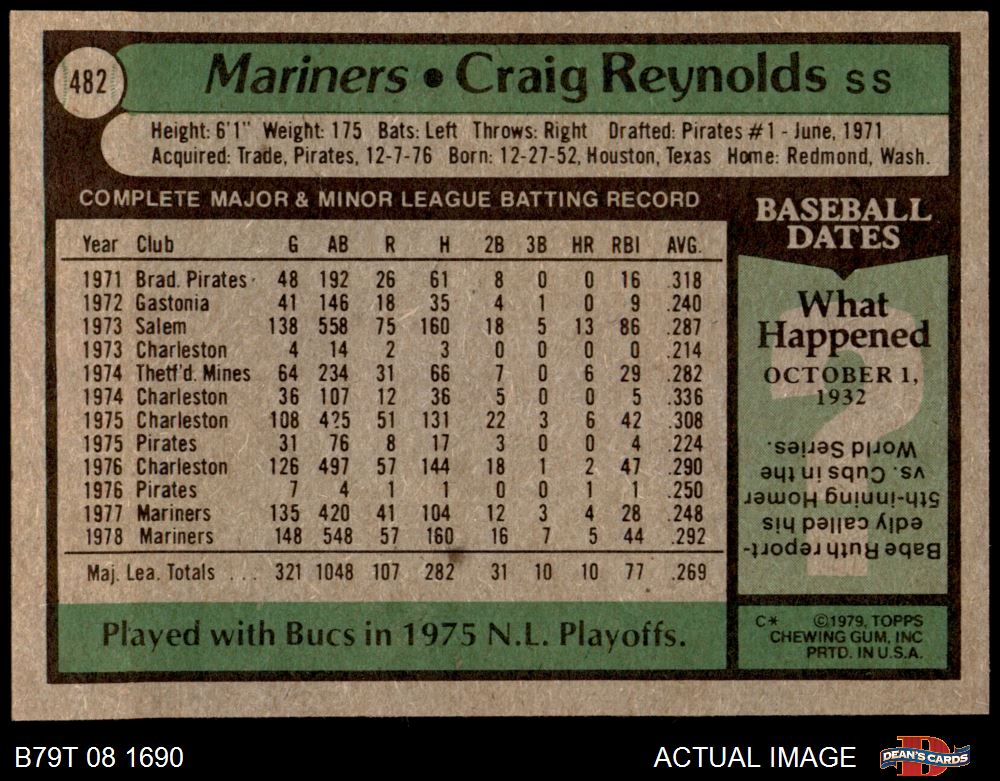 482
Mariners • Craig Reynolds SS
Height: 6'1" Weight: 175 Bats: Left Throws: Right Drafted: Pirates #1 - June, 1971
Acquired: Trade, Pirates, 12-7-76 Born: 12-27-52, Houston, Texas Home: Redmond, Wash.
COMPLETE MAJOR & MINOR LEAGUE BATTING RECORD
Year Club G AB R H 2B 3B HR RBI AVG.
1971 Brad. Pirates 48 192 26 61 8 0 0 16 .318
1972 Gastonia 41 146 18 35 4 1 0 9 .240
1973 Salem 138 558 75 160 18 5 13 86 .287
1973 Charleston 4 14 2 3 0 0 0 0 .214
1974 Thetf'd. Mines 64 234 31 66 7 0 6 29 .282
1974 Charleston 36 107 12 36 5 0 0 5 .336
1975 Charleston 108 425 51 131 22 3 6 42 .308
1975 Pirates 31 76 8 17 3 0 0 4 .224
1976 Charleston 126 497 57 144 18 1 2 47 .290
1976 Pirates 7 4 1 1 0 0 1 1 .250
1977 Mariners 135 420 41 104 12 3 4 28 .248
1978 Mariners 148 548 57 160 16 7 5 44 .292
Maj. Lea. Totals . . . 321 1048 107 282 31 10 10 77 .269
Played with Bucs in 1975 N.L. Playoffs.
BASEBALL
DATES
What
Happened
OCTOBER 1,
1932
Babe Ruth report-
edly called his
5th-inning Homer
vs. Cubs in the
World Series.
C* ©1979, TOPPS
CHEWING GUM, INC
PRTD. IN U.S.A.
B79T 08 1690
ACTUAL IMAGE
DEAN'S CARDS